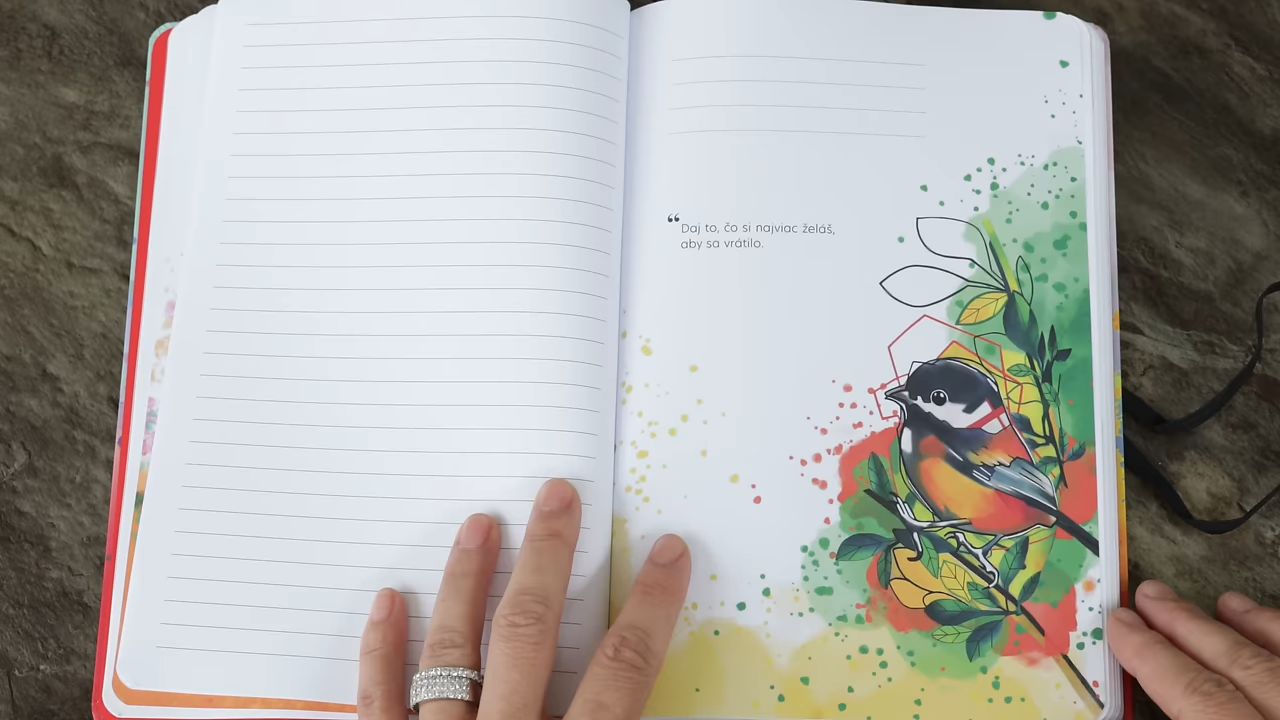 “Daj to, čo si najviac želáš,
aby sa vrátilo.